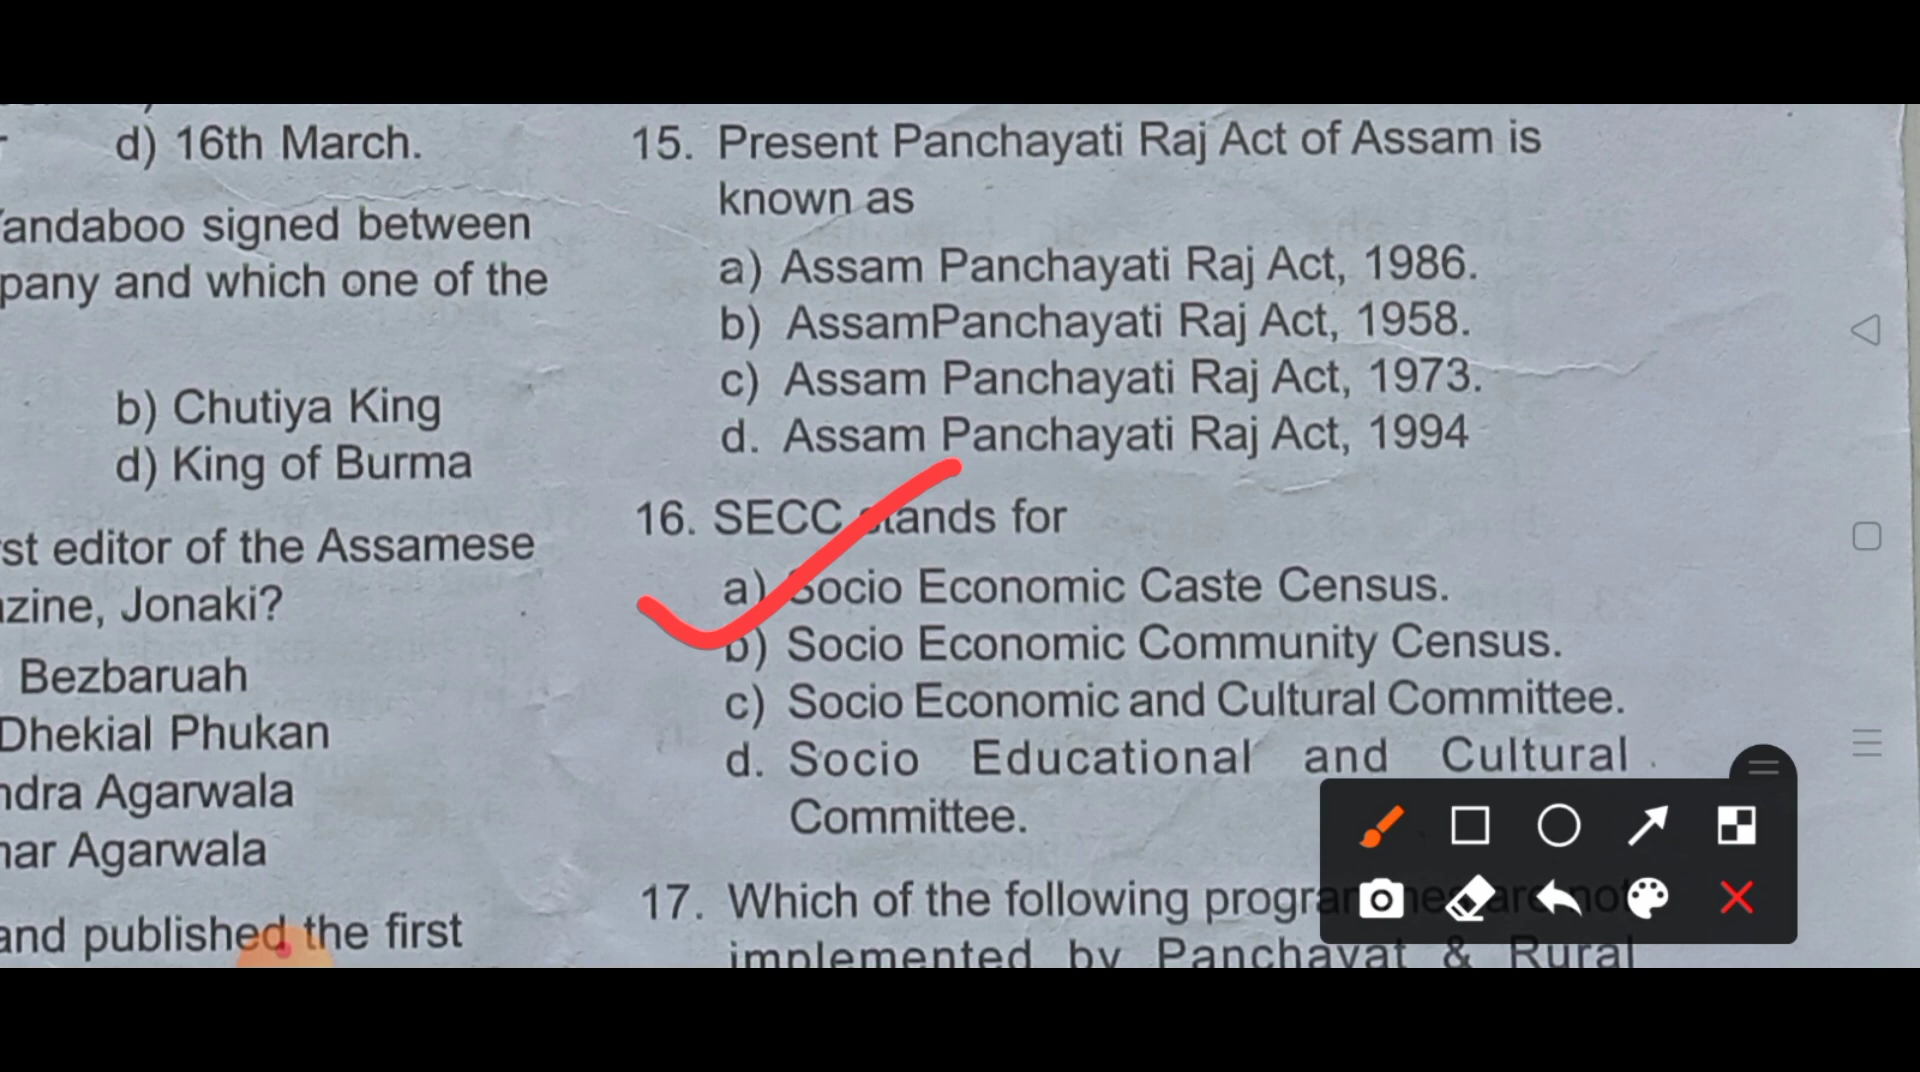 d) 16th March.
andaboo signed between
pany and which one of the
b) Chutiya King
d) King of Burma
st editor of the Assamese
zine, Jonaki?
Bezbaruah
Dhekial Phukan
ndra Agarwala
nar Agarwala
and published the first
15. Present Panchayati Raj Act of Assam is
known as
a) Assam Panchayati Raj Act, 1986.
b) AssamPanchayati Raj Act, 1958.
c) Assam Panchayati Raj Act, 1973.
d. Assam Panchayati Raj Act, 1994
16. SECC stands for
a) Socio Economic Caste Census.
b) Socio Economic Community Census.
c) Socio Economic and Cultural Committee.
d. Socio Educational and Cultural
Committee.
17. Which of the following programmes are not
implemented by Panchayat & Rural